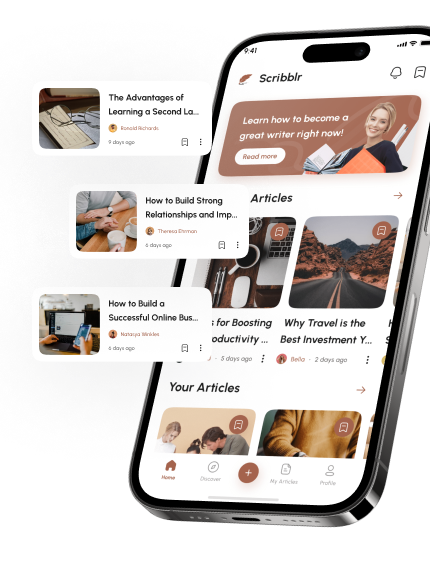 9:41
Scribblr
Learn how to become a
great writer right now!
Read more
The Advantages of
Learning a Second La...
Ronald Richards
9 days ago
How to Build Strong
Relationships and Imp...
Theresa Ehrman
6 days ago
Articles
for Boosting
oductivity ...
5 days ago
Why Travel is the
Best Investment Y...
Bella
2 days ago
How to Build a
Successful Online Bus...
Natasya Wenkles
6 days ago
Your Articles
Home
Discover
My Articles
Profile